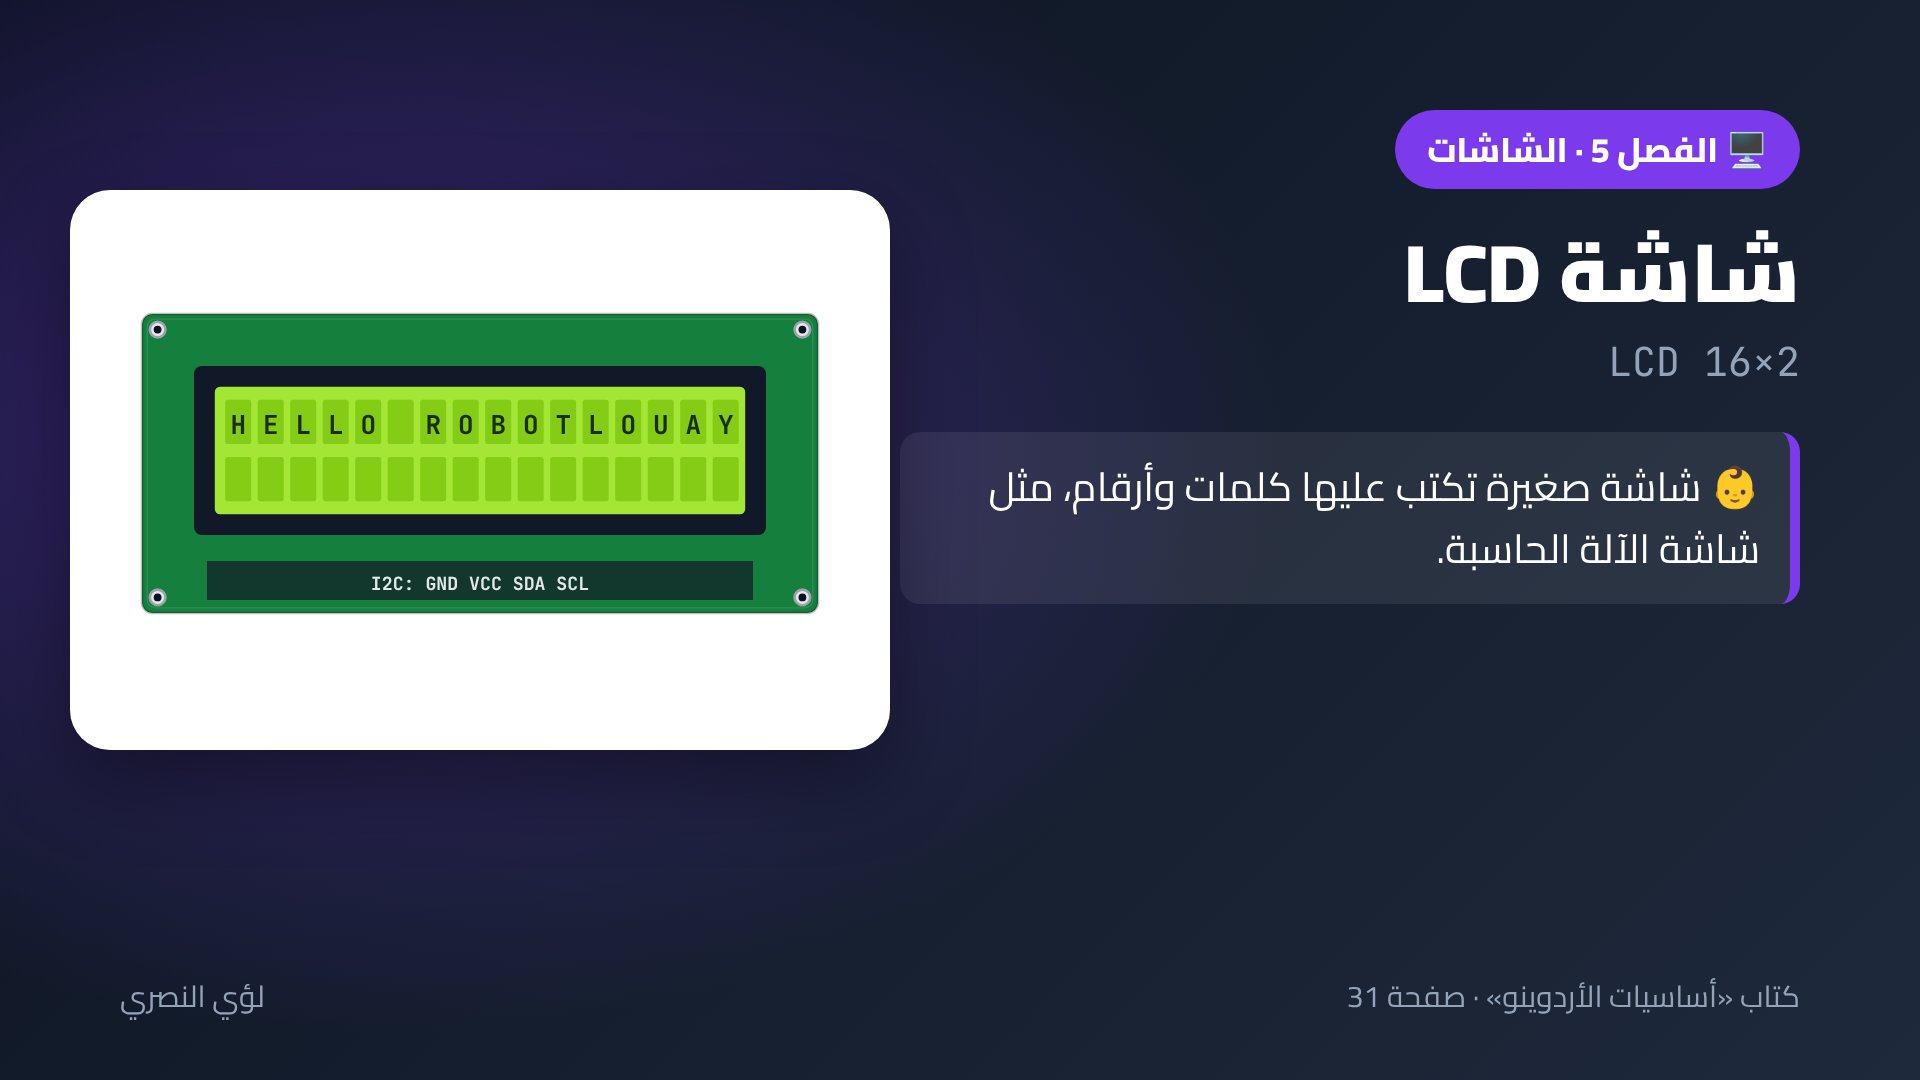 🖥️ الفصل 5 · الشاشات
شاشة LCD
LCD 16×2
👶 شاشة صغيرة تكتب عليها كلمات وأرقام، مثل
شاشة الآلة الحاسبة.
HELLO ROBOTLOUAY
I2C: GND VCC SDA SCL
كتاب «أساسيات الأردوينو» · صفحة 31
لؤي النصري